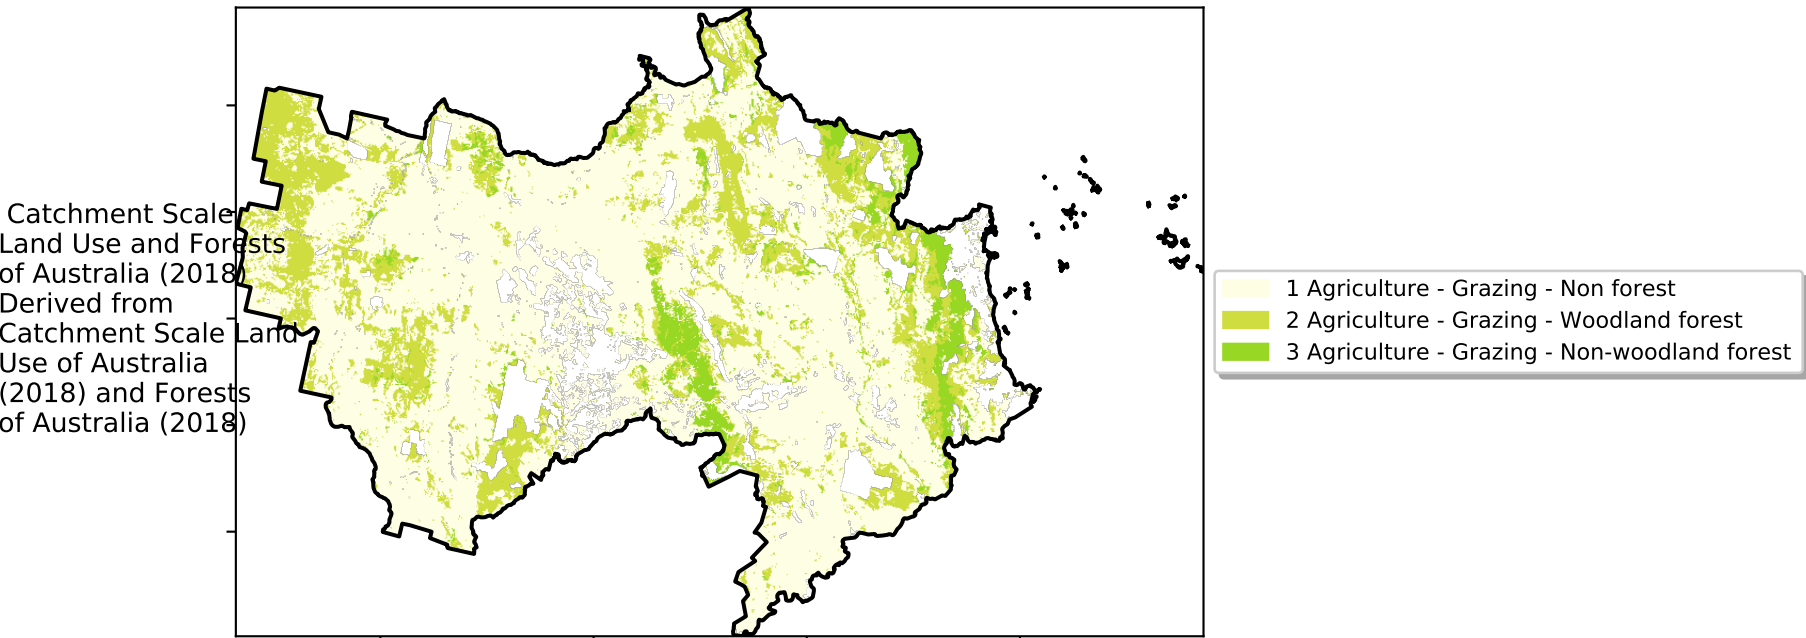 Catchment Scale
Land Use and Forests
of Australia (2018)
Derived from
Catchment Scale Land
Use of Australia
(2018) and Forests
of Australia (2018)
1 Agriculture - Grazing - Non forest
2 Agriculture - Grazing - Woodland forest
3 Agriculture - Grazing - Non-woodland forest